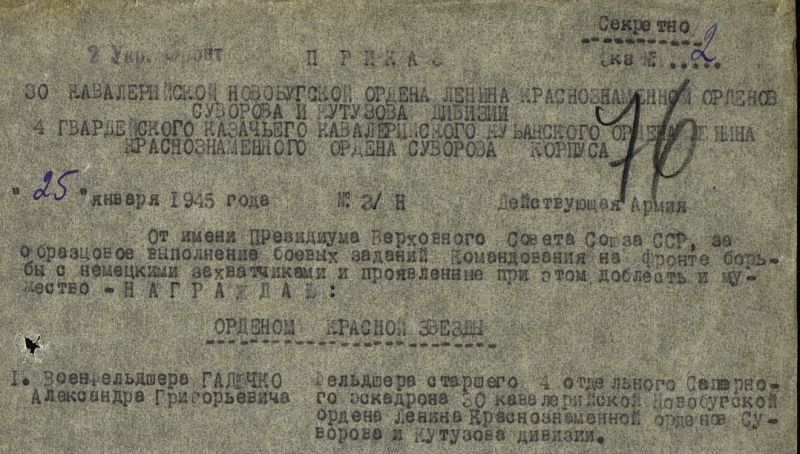 Секретно
2 Укр. Фронт
П Р И К А З
Экз № 2
30 КАВАЛЕРИЙСКОЙ НОВОБУГСКОЙ ОРДЕНА ЛЕНИНА КРАСНОЗНАМЕННОЙ ОРДЕНОВ
СУВОРОВА И КУТУЗОВА ДИВИЗИИ
4 ГВАРДЕЙСКОГО КАЗАЧЬЕГО КАВАЛЕРИЙСКОГО КУБАНСКОГО ОРДЕНА ЛЕНИНА
КРАСНОЗНАМЕННОГО ОРДЕНА СУВОРОВА КОРПУСА
76
"25" января 1945 года № 3/Н Действующая Армия
От имени Президиума Верховного Совета Союза ССР, за
образцовое выполнение боевых заданий Командования на фронте борь-
бы с немецкими захватчиками и проявленные при этом доблесть и му-
жество - Н А Г Р А Ж Д А Ю :
ОРДЕНОМ КРАСНОЙ ЗВЕЗДЫ
1. Военфельдшера ГАЛУЧКО Фельдшера старшего 4 отдельного Саперно-
Александра Григорьевича го эскадрона 30 кавалерийской Новобугской
ордена Ленина Краснознаменной орденов Су-
ворова и Кутузова дивизии.